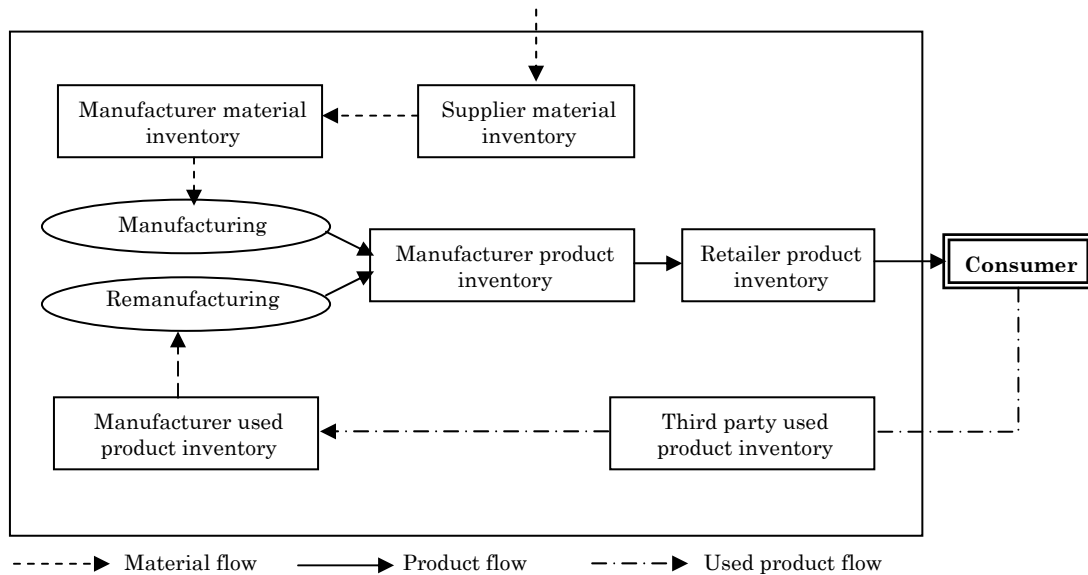 Manufacturer material
inventory
Supplier material
inventory
Manufacturing
Manufacturer product
inventory
Retailer product
inventory
Consumer
Remanufacturing
Manufacturer used
product inventory
Third party used
product inventory
Material flow
Product flow
Used product flow